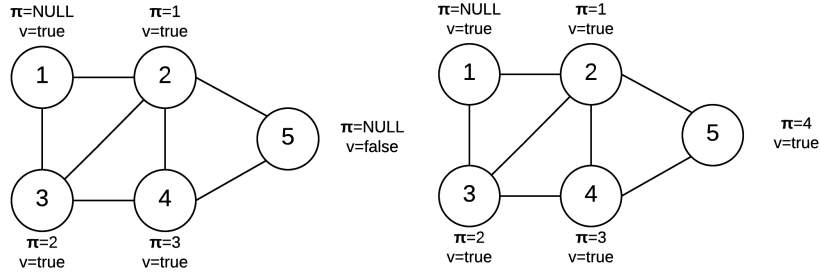 π=NULL
v=true
π=1
v=true
1
2
5
π=NULL
v=false
3
4
π=2
v=true
π=3
v=true
π=NULL
v=true
π=1
v=true
1
2
5
π=4
v=true
3
4
π=2
v=true
π=3
v=true